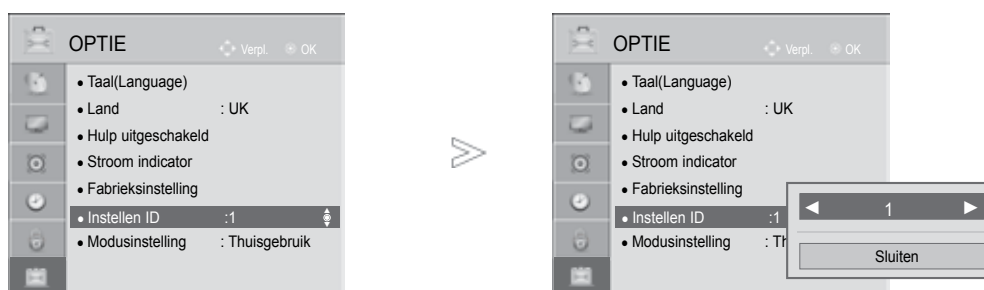 OPTIE Verpl. OK
• Taal(Language)
• Land : UK
• Hulp uitgeschakeld
• Stroom indicator
• Fabrieksinstelling
• Instellen ID :1
• Modusinstelling : Thuisgebruik
OPTIE Verpl. OK
• Taal(Language)
• Land : UK
• Hulp uitgeschakeld
• Stroom indicator
• Fabrieksinstelling
• Instellen ID :1
• Modusinstelling : Th
◄ 1 ►
Sluiten